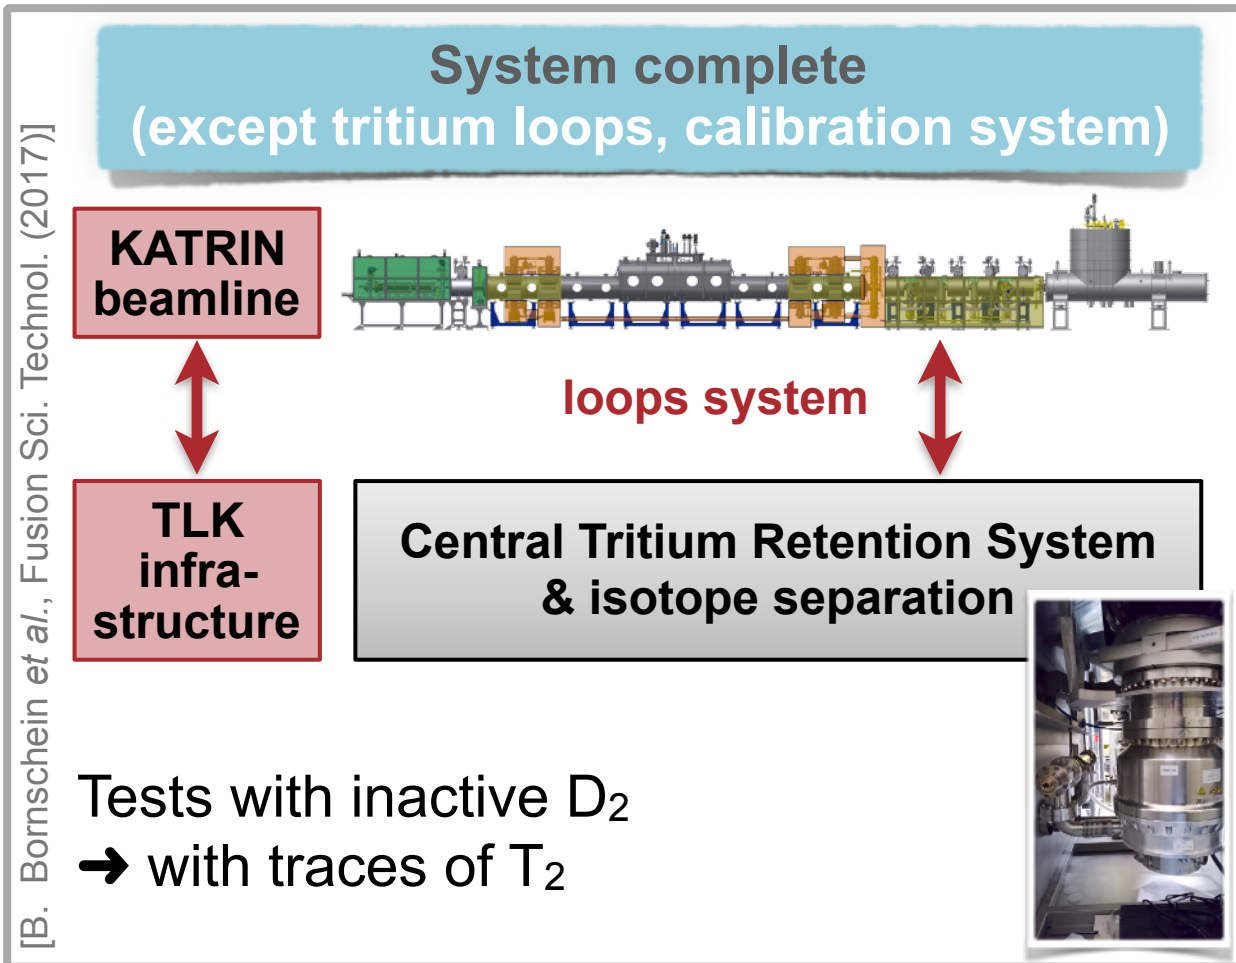 System complete
(except tritium loops, calibration system)
[B. Bornschein et al., Fusion Sci. Technol. (2017)]
KATRIN
beamline
loops system
TLK
infra-
structure
Central Tritium Retention System
& isotope separation
Tests with inactive D₂
➜ with traces of T₂